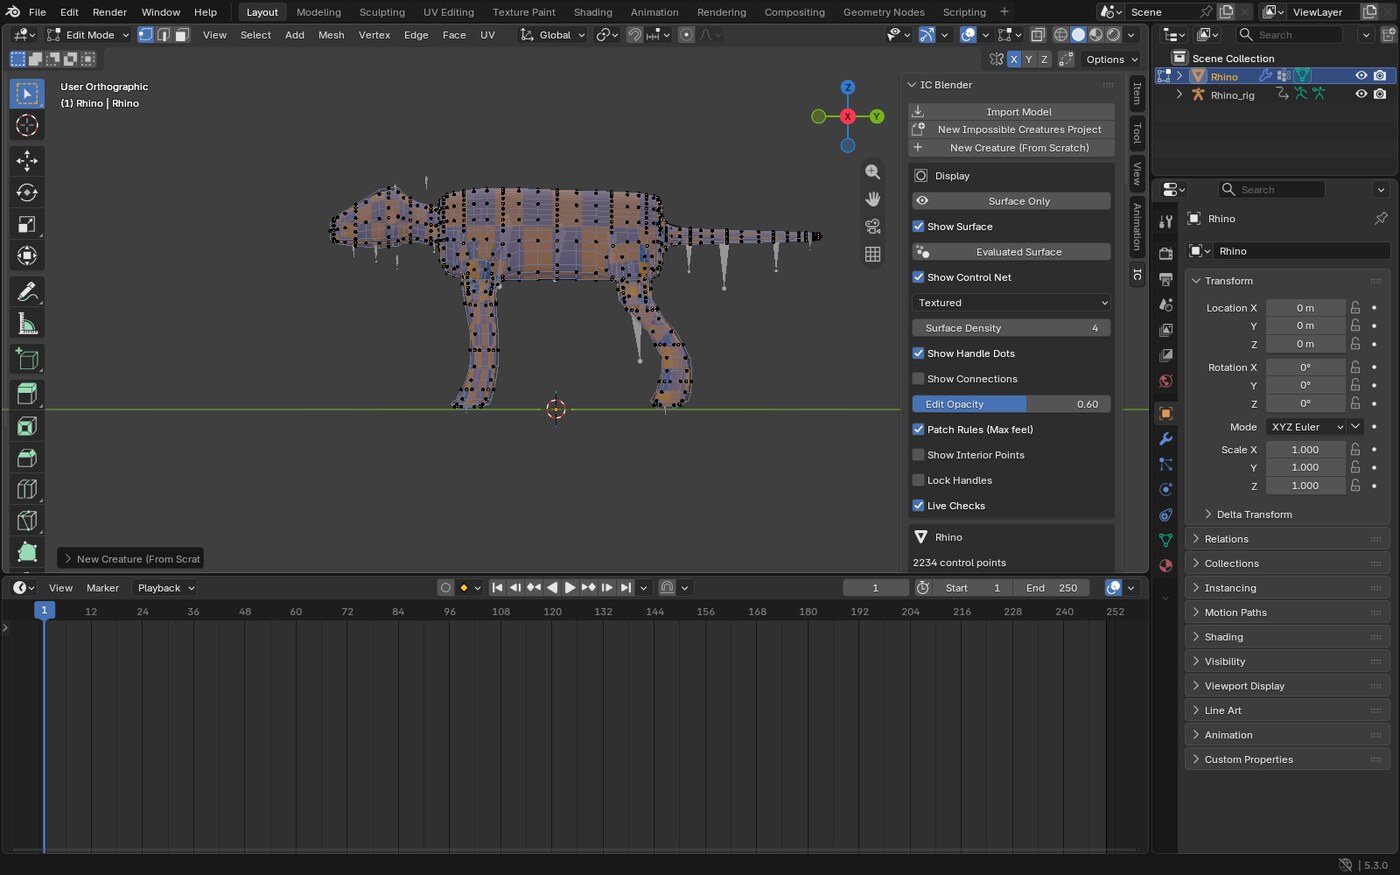 File Edit Render Window Help Layout Modeling Sculpting UV Editing Texture Paint Shading Animation Rendering Compositing Geometry Nodes Scripting + Scene ViewLayer
Edit Mode View Select Add Mesh Vertex Edge Face UV Global
X Y Z Options
User Orthographic
(1) Rhino | Rhino
Z
X
Y
IC Blender
Import Model
New Impossible Creatures Project
New Creature (From Scratch)
Display
Surface Only
Show Surface
Evaluated Surface
Show Control Net
Textured
Surface Density 4
Show Handle Dots
Show Connections
Edit Opacity 0.60
Patch Rules (Max feel)
Show Interior Points
Lock Handles
Live Checks
Rhino
2234 control points
Item
Tool
View
Animation
IC
New Creature (From Scrat
View Marker Playback 1 Start 1 End 250
1 12 24 36 48 60 72 84 96 108 120 132 144 156 168 180 192 204 216 228 240 252
Search
Scene Collection
Rhino
Rhino_rig
Search
Rhino
Rhino
Transform
Location X 0 m
Y 0 m
Z 0 m
Rotation X 0°
Y 0°
Z 0°
Mode XYZ Euler
Scale X 1.000
Y 1.000
Z 1.000
Delta Transform
Relations
Collections
Instancing
Motion Paths
Shading
Visibility
Viewport Display
Line Art
Animation
Custom Properties
5.3.0